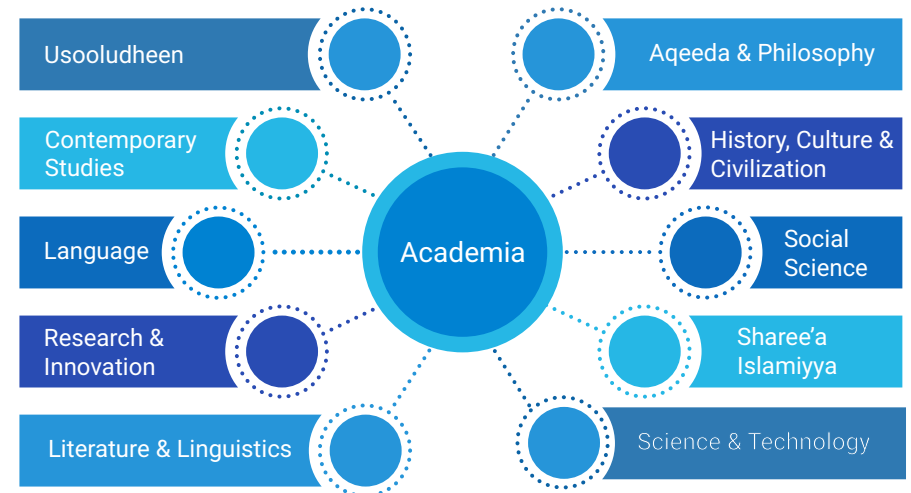 Usooludheen
Contemporary
Studies
Language
Research &
Innovation
Literature & Linguistics
Academia
Aqeeda & Philosophy
History, Culture &
Civilization
Social
Science
Sharee’a
Islamiyya
Science & Technology